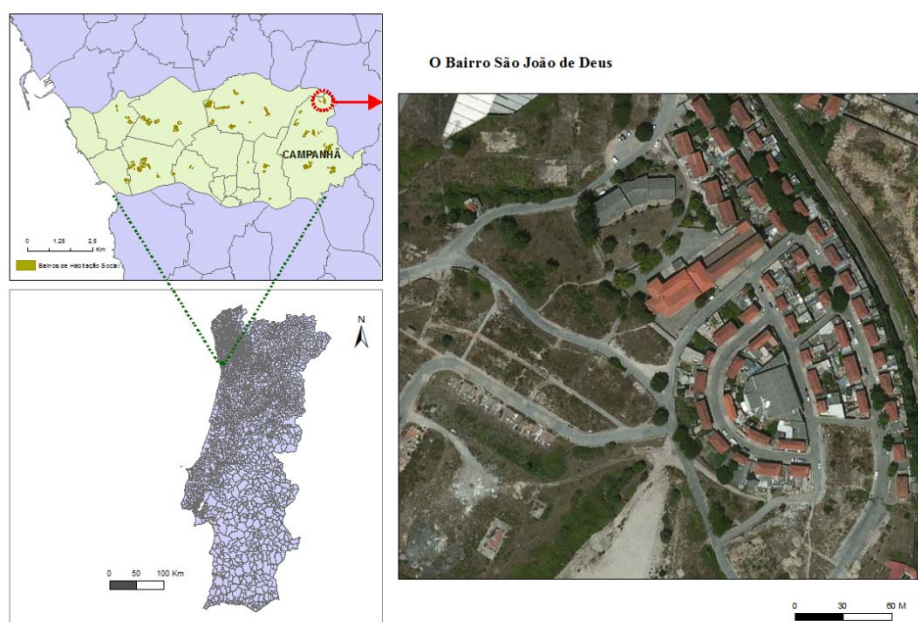 CAMPANHÃ
0 1,25 2,5
Km
Bairros de Habitação Social
N
0 50 100 Km
O Bairro São João de Deus
0 30 60 M